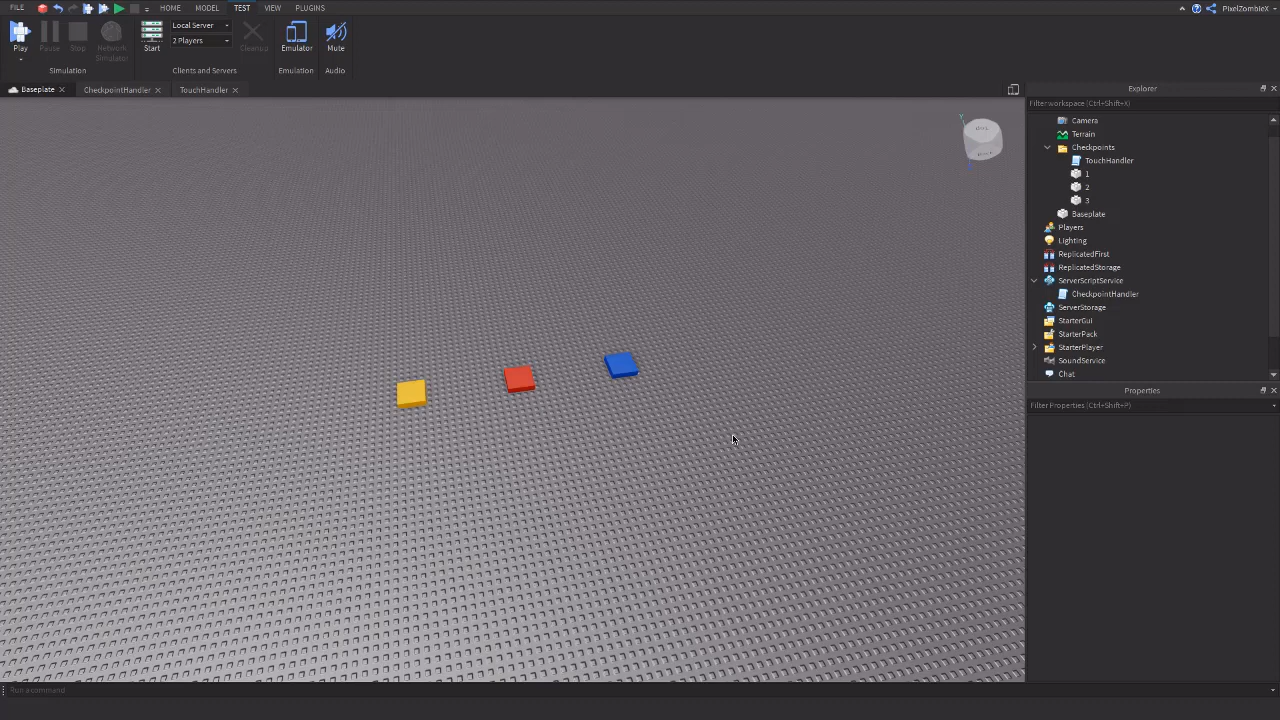 FILE HOME MODEL TEST VIEW PLUGINS PixelZombieX
Play Pause Stop Network Simulator
Start Local Server 2 Players Cleanup
Emulator Mute
Simulation Clients and Servers Emulation Audio
Baseplate CheckpointHandler TouchHandler
Explorer
Filter workspace (Ctrl+Shift+X)
Camera
Terrain
Checkpoints
TouchHandler
1
2
3
Baseplate
Players
Lighting
ReplicatedFirst
ReplicatedStorage
ServerScriptService
CheckpointHandler
ServerStorage
StarterGui
StarterPack
StarterPlayer
SoundService
Chat
Properties
Filter Properties (Ctrl+Shift+P)
Y
Run a command